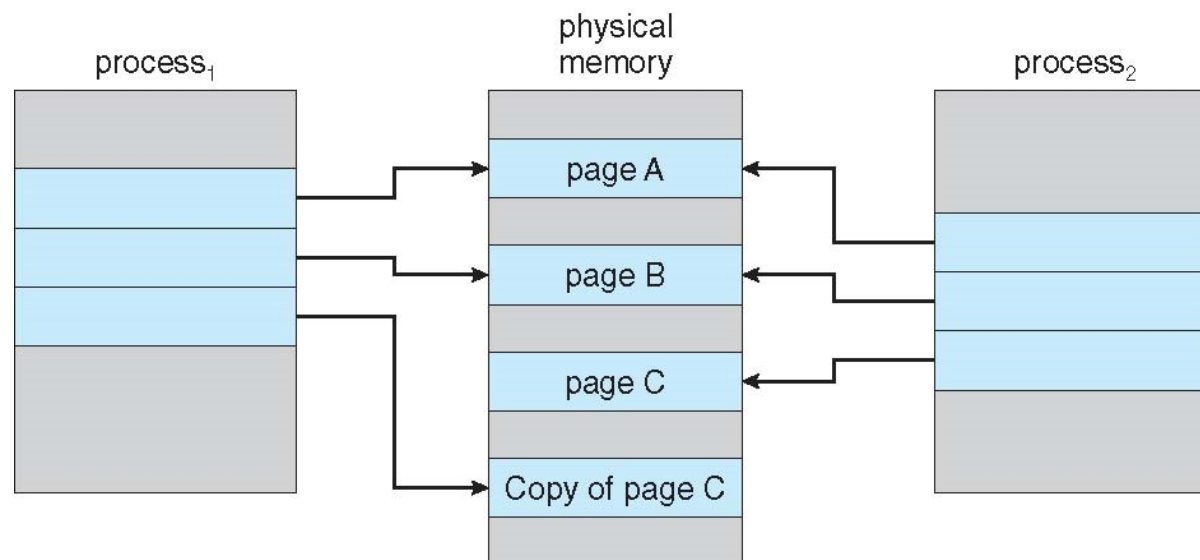 process₁
physical
memory
process₂
page A
page B
page C
Copy of page C